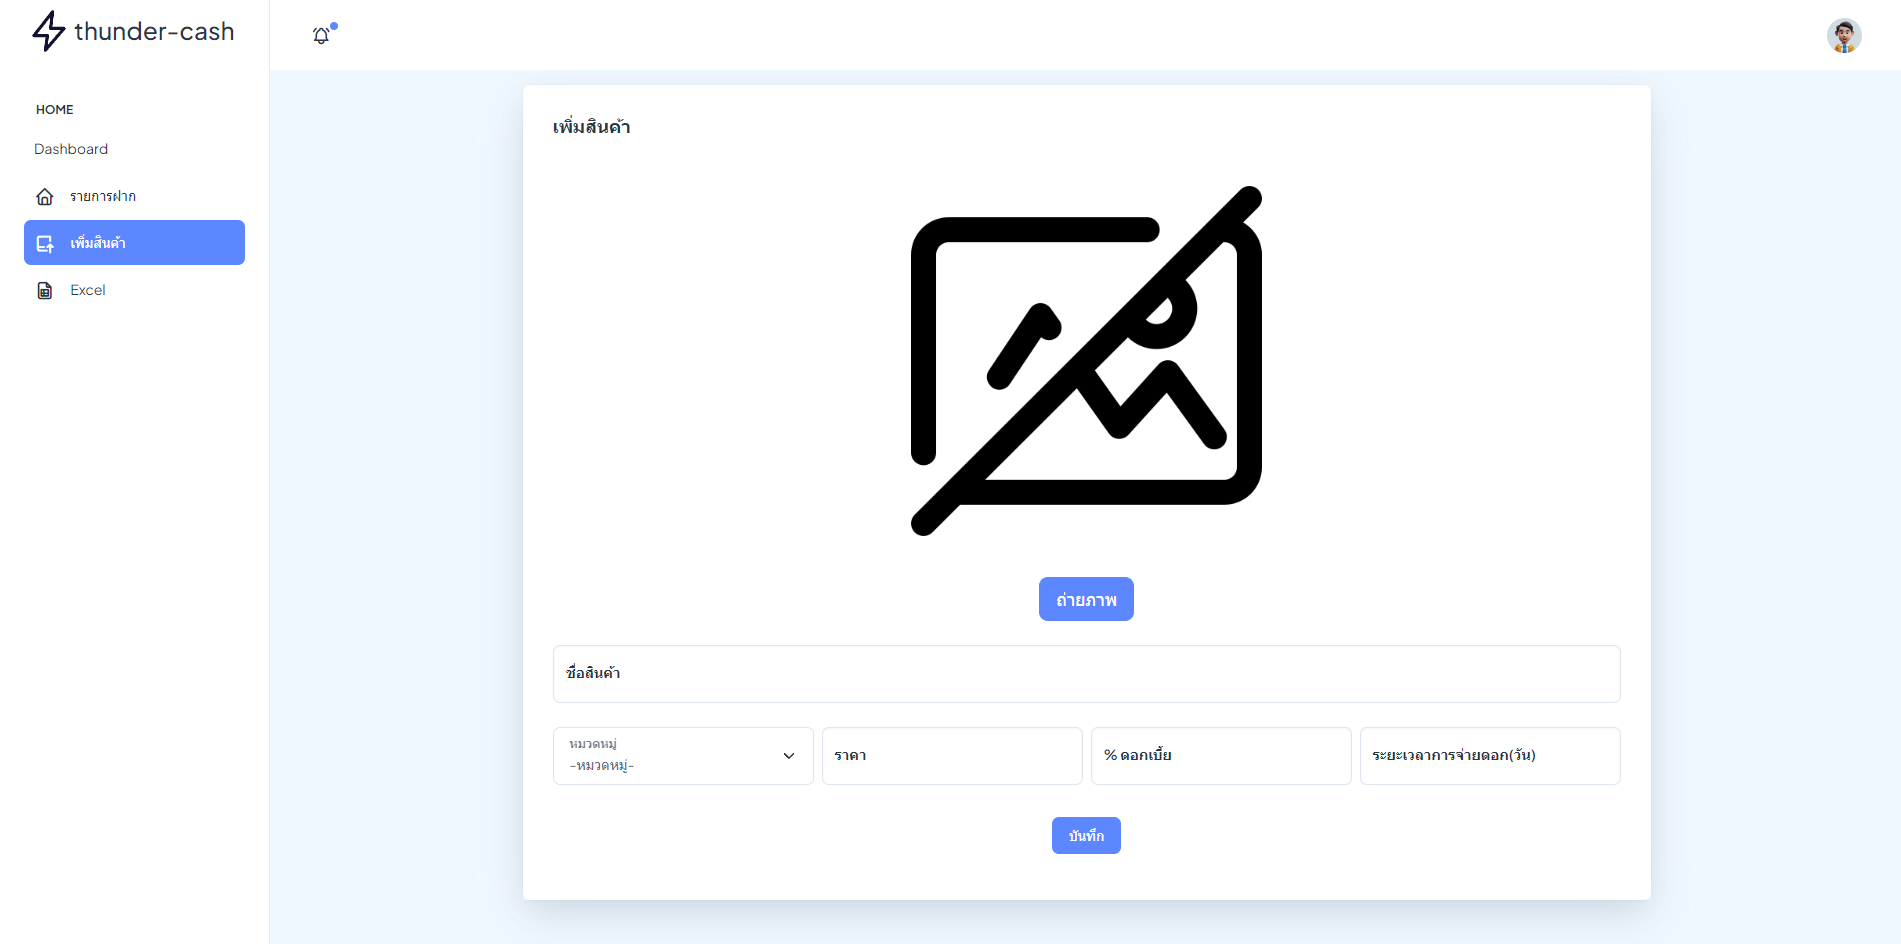 thunder-cash
HOME
Dashboard
รายการฝาก
เพิ่มสินค้า
Excel
เพิ่มสินค้า
ถ่ายภาพ
ชื่อสินค้า
หมวดหมู่
-หมวดหมู่-
ราคา
% ดอกเบี้ย
ระยะเวลาการจ่ายดอก(วัน)
บันทึก